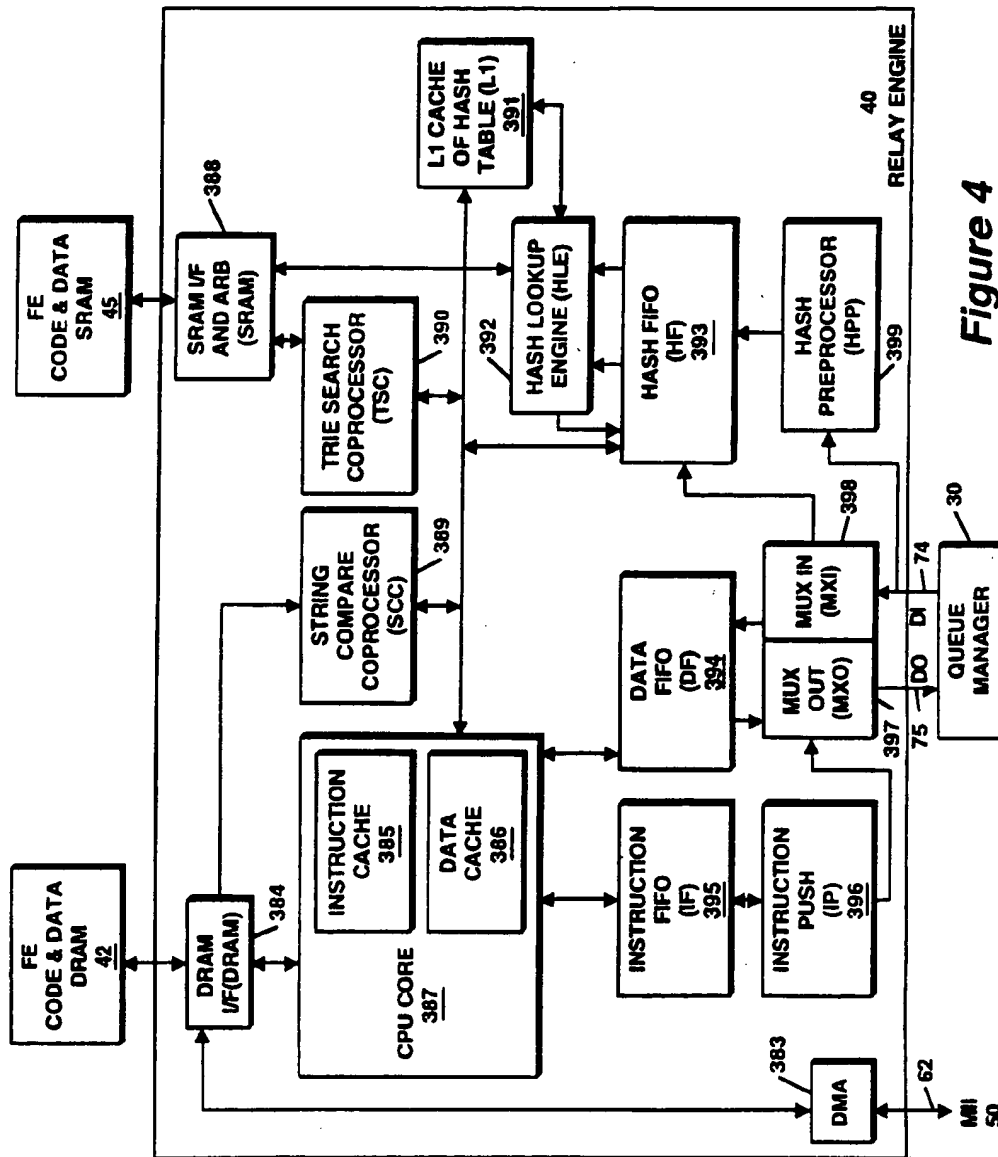 FE
CODE & DATA
DRAM
42
FE
CODE & DATA
SRAM
45
DRAM
I/F(DRAM)
384
SRAM I/F
AND ARB
(SRAM)
388
INSTRUCTION
CACHE
385
DATA
CACHE
386
CPU CORE
387
STRING
COMPARE
COPROCESSOR
(SCC)
389
TRIE SEARCH
COPROCESSOR
(TSC)
390
L1 CACHE
OF HASH
TABLE (L1)
391
392
HASH LOOKUP
ENGINE (HLE)
INSTRUCTION
FIFO
(IF)
395
DATA
FIFO
(DF)
394
HASH FIFO
(HF)
393
INSTRUCTION
PUSH
(IP)
396
MUX
OUT
(MXO)
397
MUX IN
(MXI)
398
HASH
PREPROCESSOR
(HPP)
399
383
DMA
62
MII
50
75
DO
DI
74
QUEUE
MANAGER
30
40
RELAY ENGINE
Figure 4